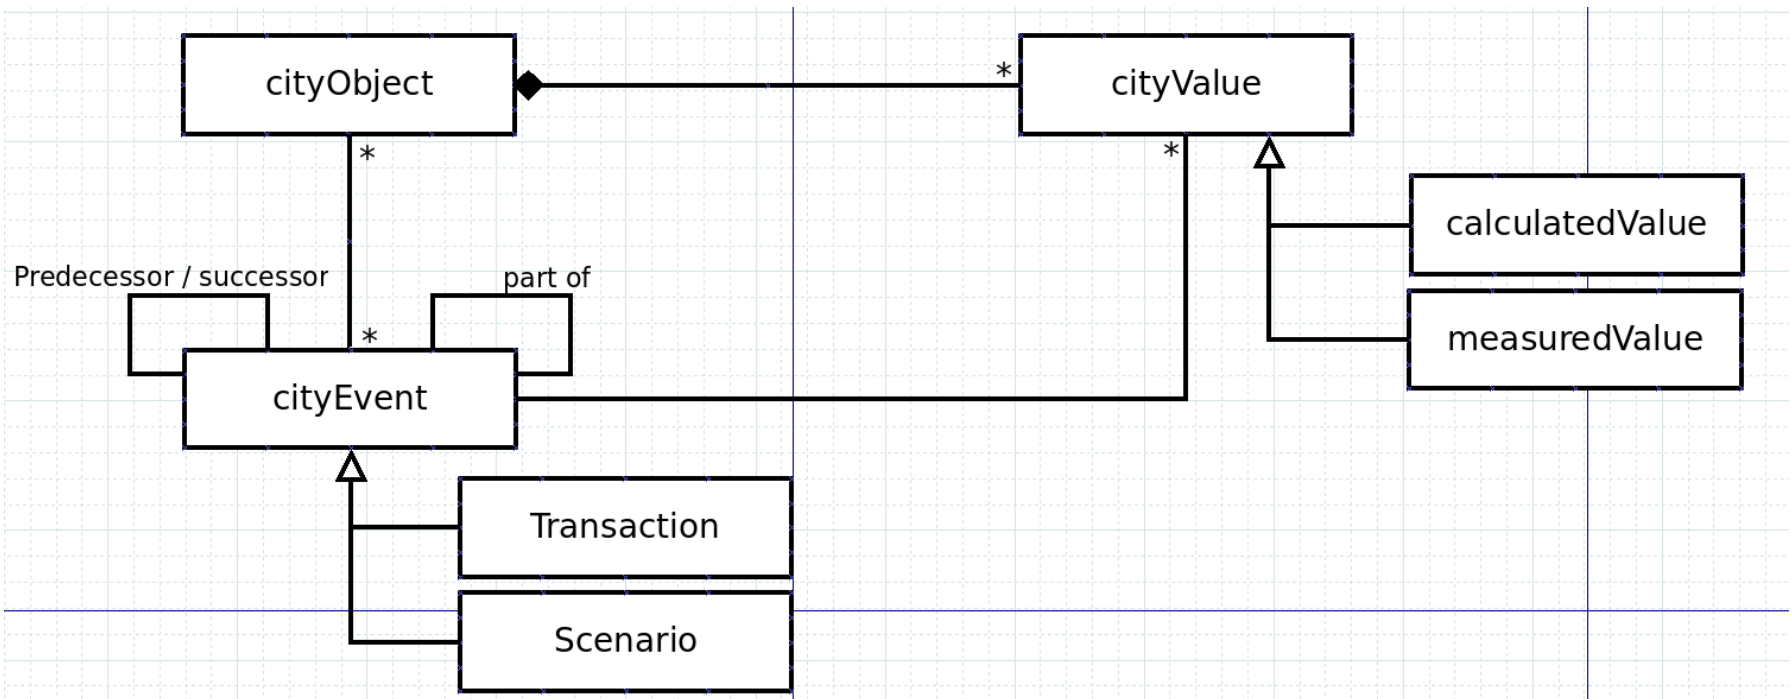 cityObject
*
cityValue
*
*
calculatedValue
Predecessor / successor
part of
*
measuredValue
cityEvent
Transaction
Scenario